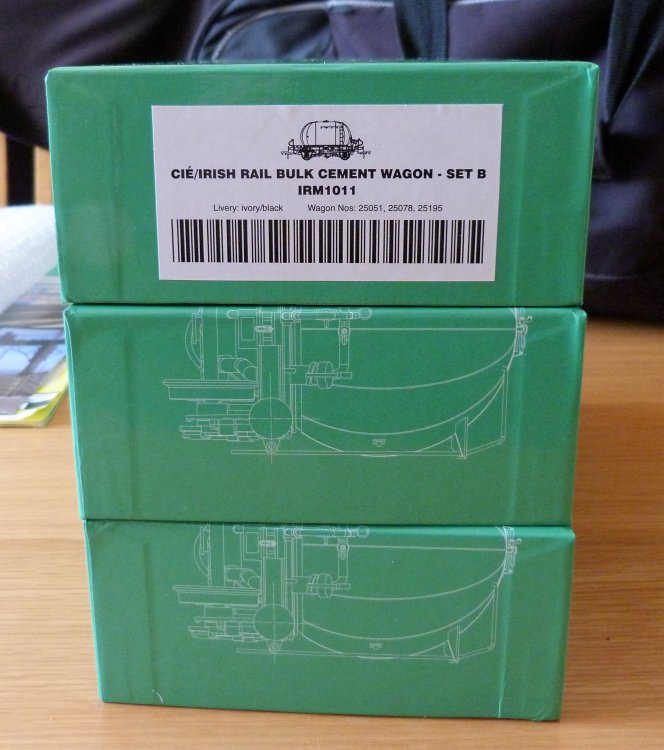 CIÉ/IRISH RAIL BULK CEMENT WAGON - SET B
IRM1011
Livery: ivory/black Wagon Nos: 25051, 25078, 25195